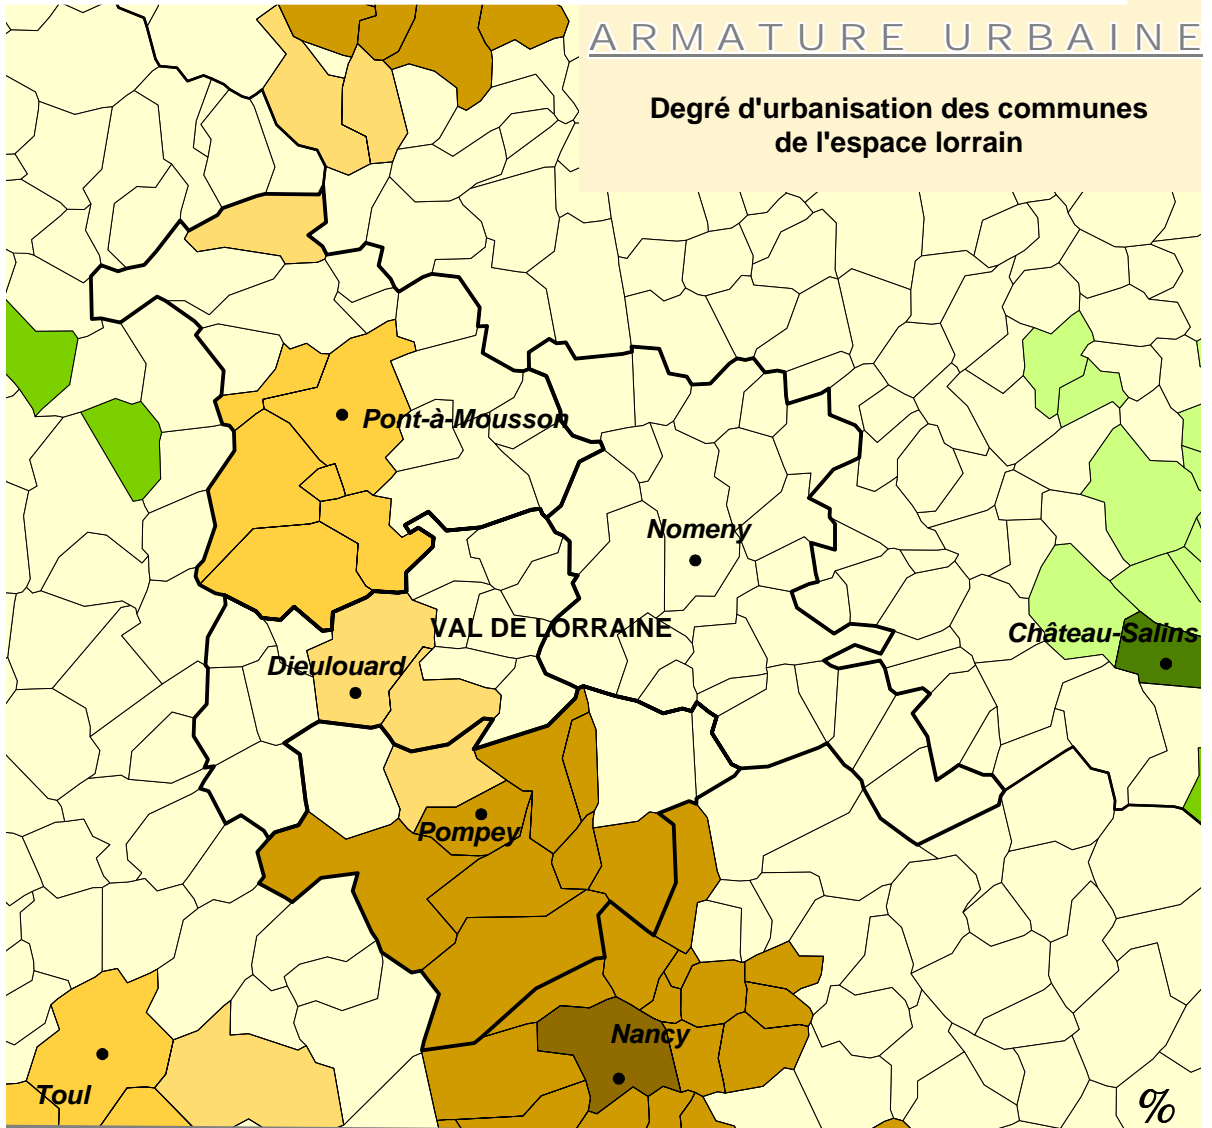 ARMATURE URBAINE
Degré d'urbanisation des communes
de l'espace lorrain
Pont-à-Mousson
Nomeny
VAL DE LORRAINE
Château-Salins
Dieulouard
Pompey
Nancy
Toul
%